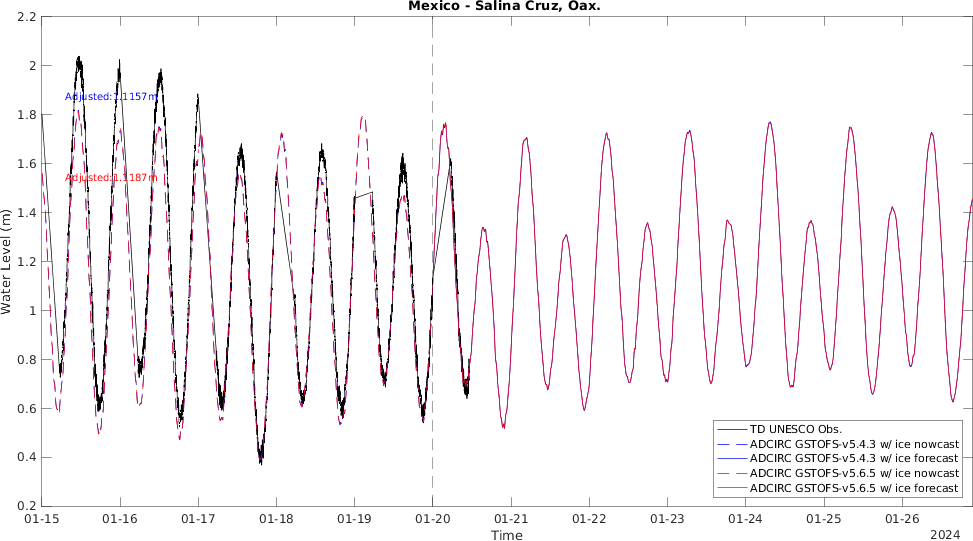 Mexico - Salina Cruz, Oax.
2.2
2
1.8
1.6
1.4
1.2
1
0.8
0.6
0.4
0.2
Water Level (m)
Adjusted:1.1157m
Adjusted:1.1187m
TD UNESCO Obs.
ADCIRC GSTOFS-v5.4.3 w/ ice nowcast
ADCIRC GSTOFS-v5.4.3 w/ ice forecast
ADCIRC GSTOFS-v5.6.5 w/ ice nowcast
ADCIRC GSTOFS-v5.6.5 w/ ice forecast
01-15 01-16 01-17 01-18 01-19 01-20 01-21 01-22 01-23 01-24 01-25 01-26
Time
2024